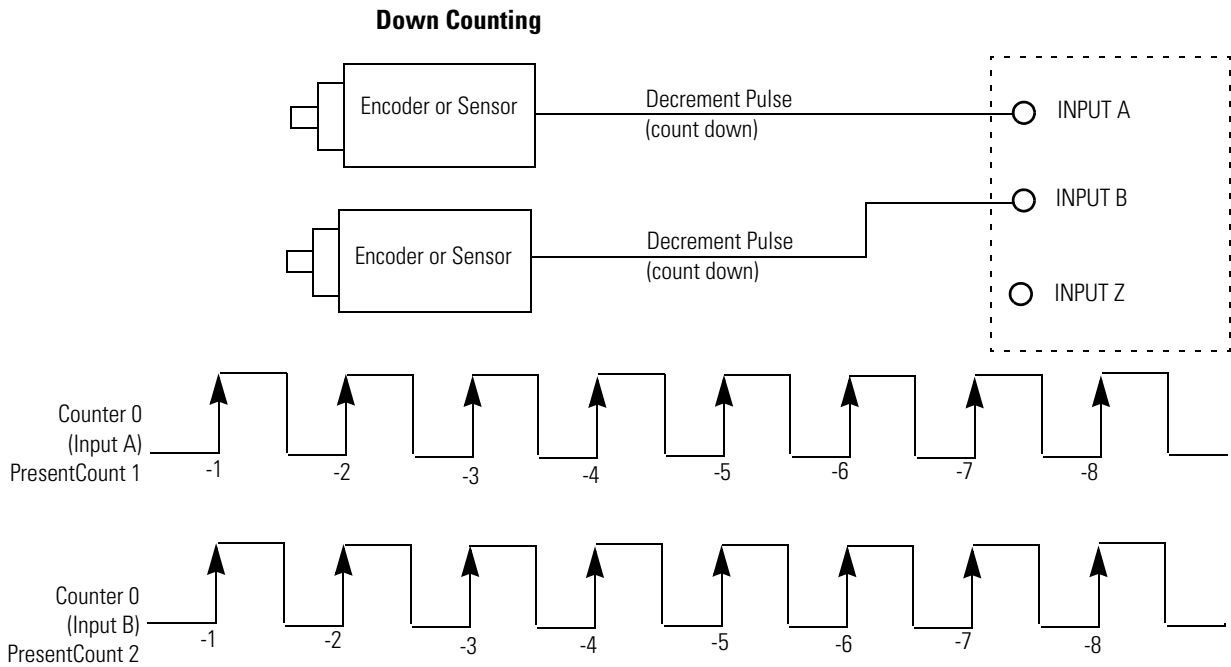 Down Counting
Encoder or Sensor
Decrement Pulse
(count down)
INPUT A
Encoder or Sensor
Decrement Pulse
(count down)
INPUT B
INPUT Z
Counter 0
(Input A)
PresentCount 1
-1 -2 -3 -4 -5 -6 -7 -8
Counter 0
(Input B)
PresentCount 2
-1 -2 -3 -4 -5 -6 -7 -8